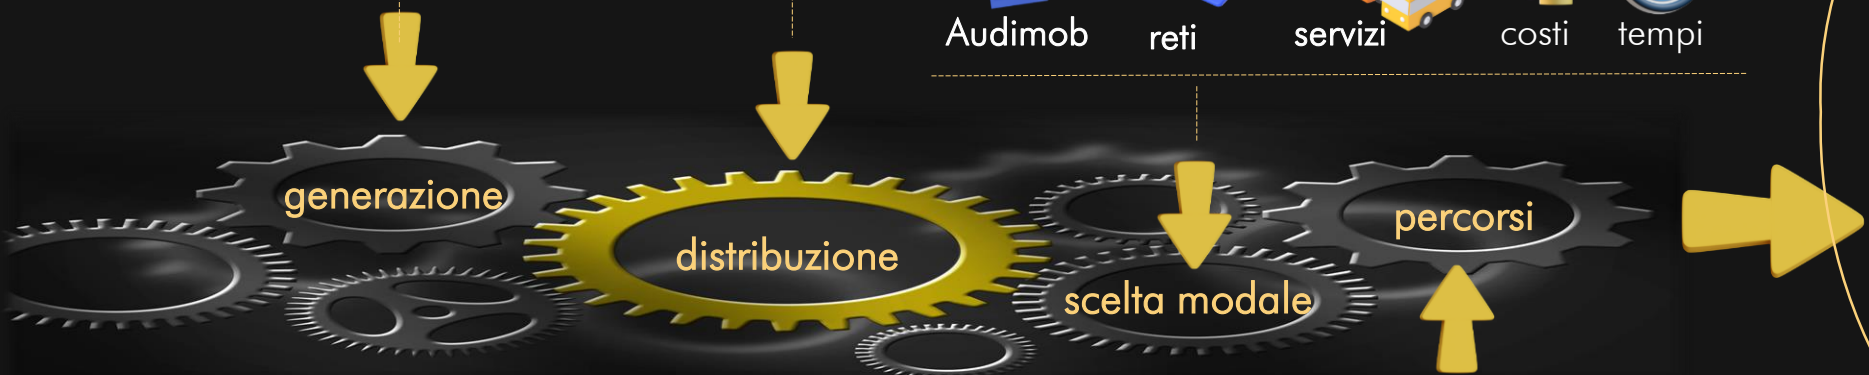 Audimob reti servizi costi tempi
generazione
distribuzione
scelta modale
percorsi